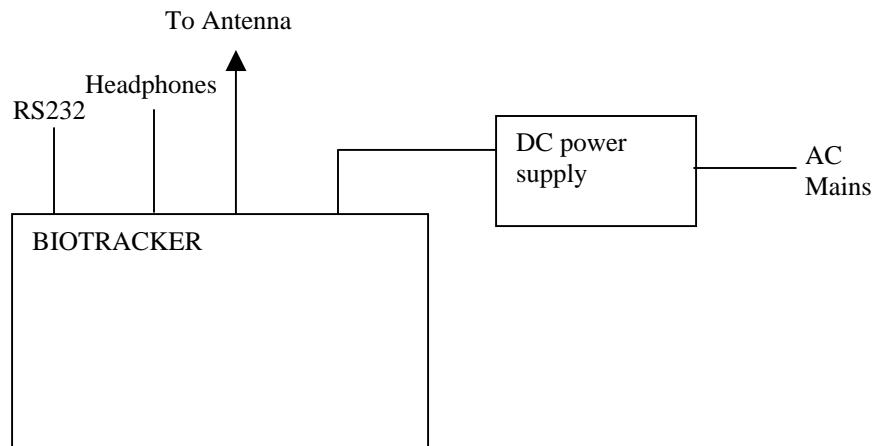 To Antenna
Headphones
RS232
DC power
supply
AC
Mains
BIOTRACKER